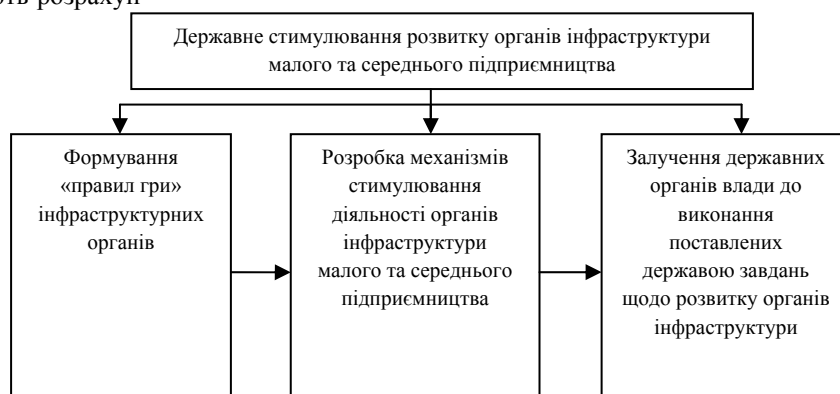 ть розрахун
Державне стимулювання розвитку органів інфраструктури
малого та середнього підприємництва
Формування
«правил гри»
інфраструктурних
органів
Розробка механізмів
стимулювання
діяльності органів
інфраструктури
малого та середнього
підприємництва
Залучення державних
органів влади до
виконання
поставлених
державою завдань
щодо розвитку органів
інфраструктури